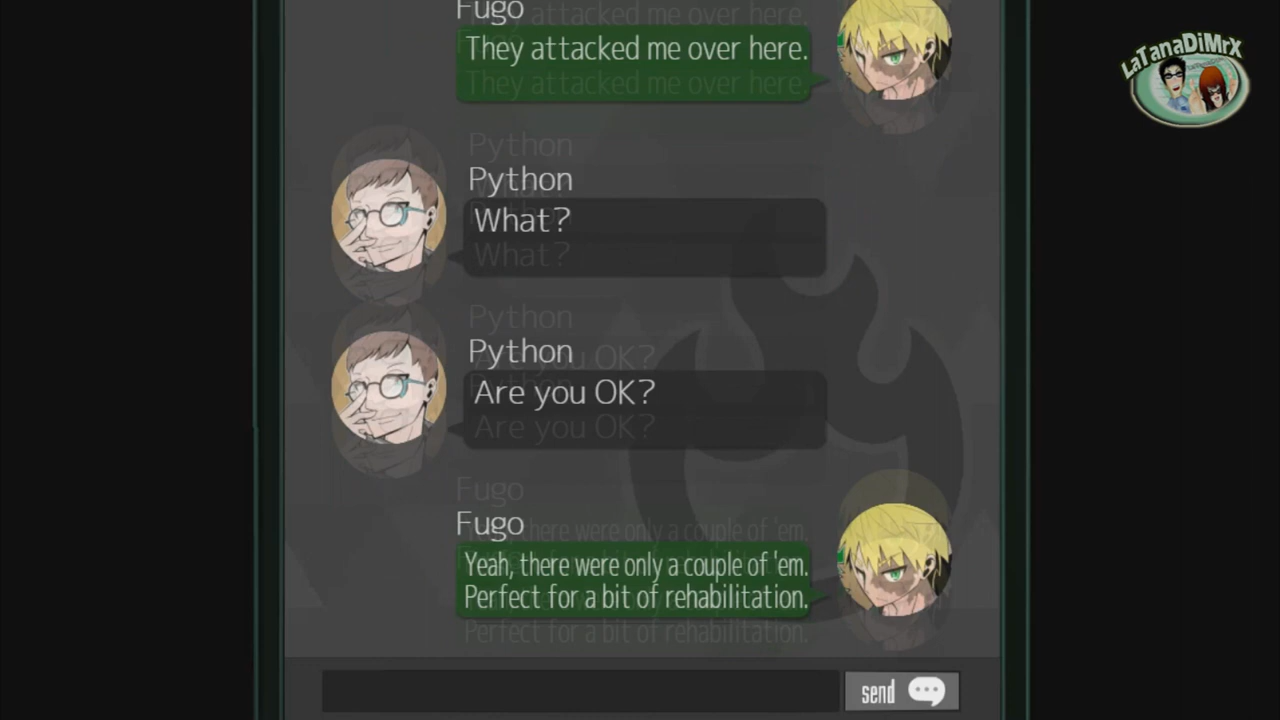 Fugo
They attacked me over here.
LaTanaDiMrX
Python
What?
Python
Are you OK?
Fugo
Yeah, there were only a couple of 'em.
Perfect for a bit of rehabilitation.
send